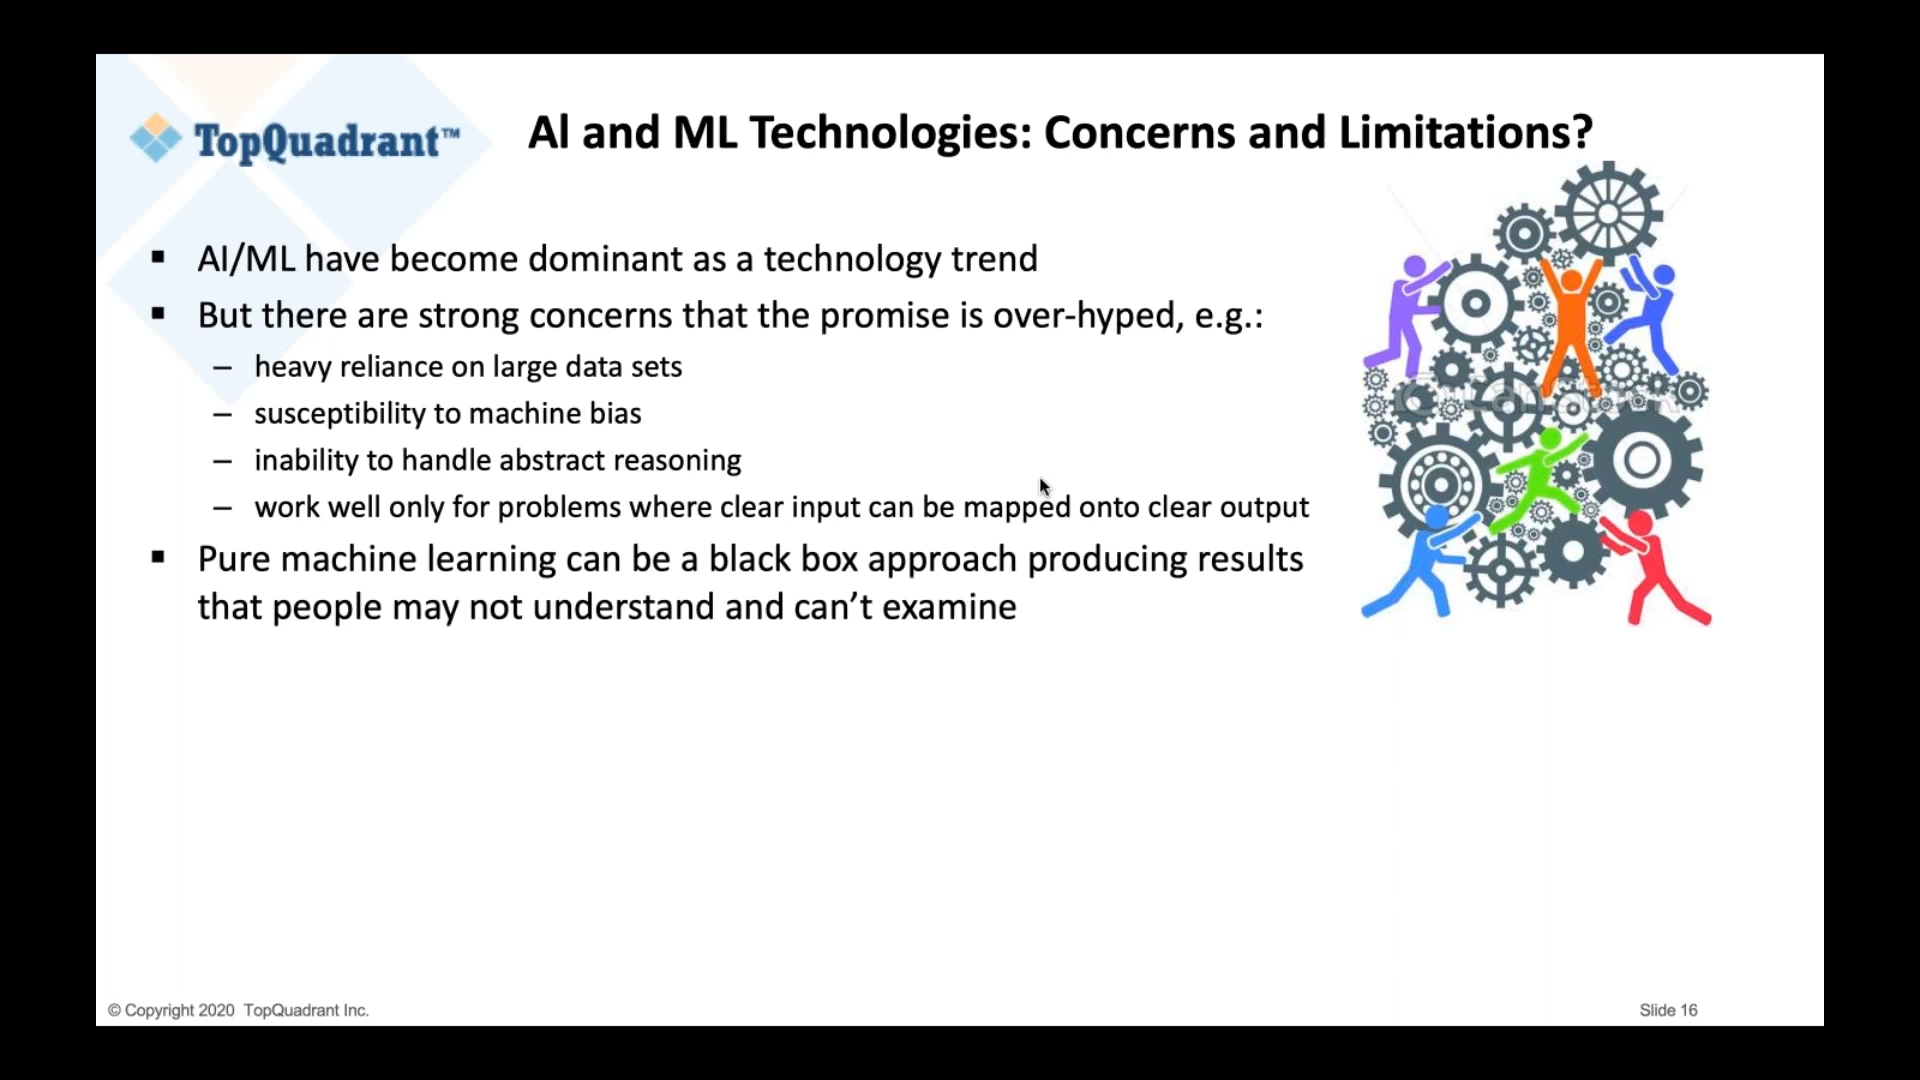 TopQuadrant™
AI and ML Technologies: Concerns and Limitations?
▪ AI/ML have become dominant as a technology trend
▪ But there are strong concerns that the promise is over-hyped, e.g.:
– heavy reliance on large data sets
– susceptibility to machine bias
– inability to handle abstract reasoning
– work well only for problems where clear input can be mapped onto clear output
▪ Pure machine learning can be a black box approach producing results
that people may not understand and can’t examine
© Copyright 2020 TopQuadrant Inc.
Slide 16